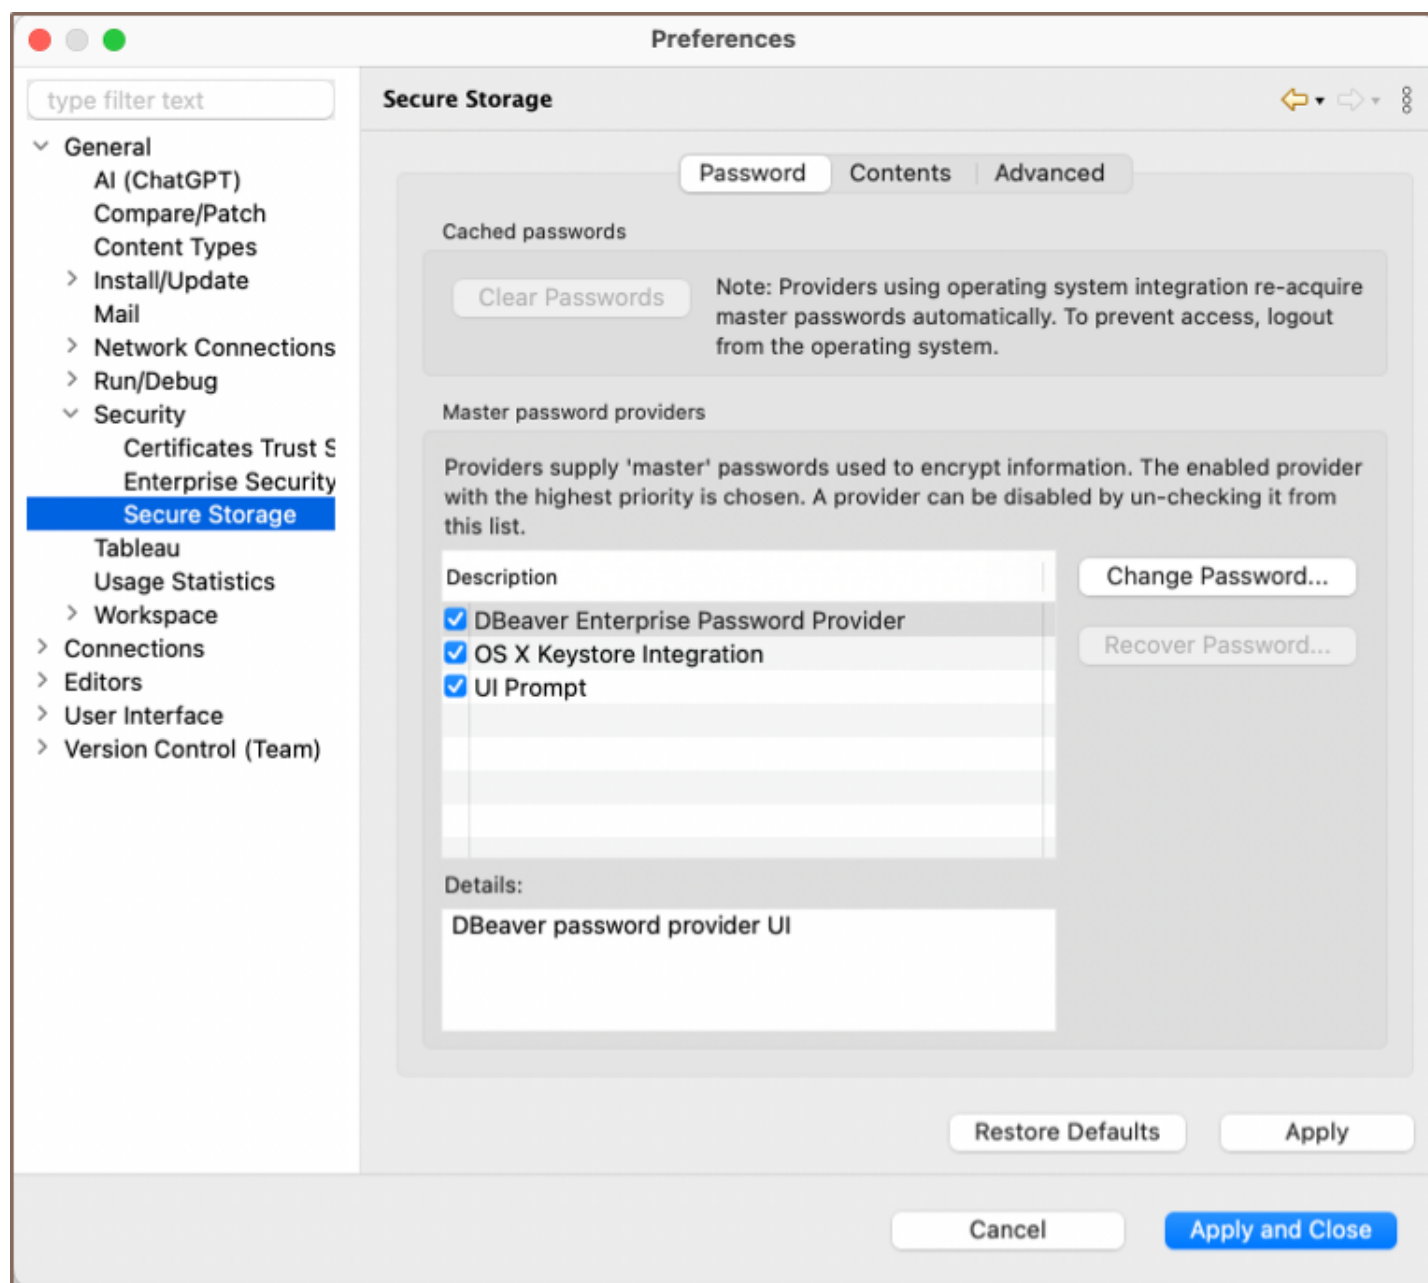 Preferences
type filter text
General
AI (ChatGPT)
Compare/Patch
Content Types
Install/Update
Mail
Network Connections
Run/Debug
Security
Certificates Trust S
Enterprise Security
Secure Storage
Tableau
Usage Statistics
Workspace
Connections
Editors
User Interface
Version Control (Team)
Secure Storage
Password
Contents
Advanced
Cached passwords
Clear Passwords
Note: Providers using operating system integration re-acquire
master passwords automatically. To prevent access, logout
from the operating system.
Master password providers
Providers supply 'master' passwords used to encrypt information. The enabled provider
with the highest priority is chosen. A provider can be disabled by un-checking it from
this list.
Description
DBeaver Enterprise Password Provider
OS X Keystore Integration
UI Prompt
Change Password...
Recover Password...
Details:
DBeaver password provider UI
Restore Defaults
Apply
Cancel
Apply and Close